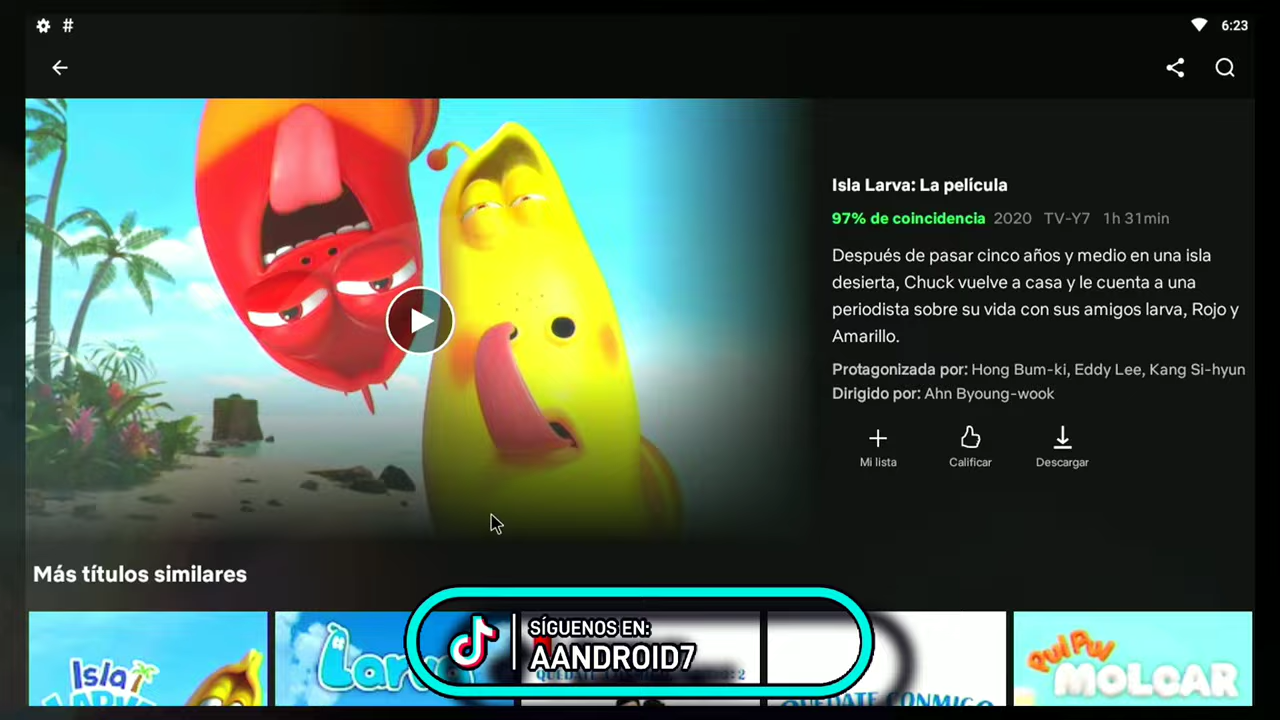 #
6:23
Isla Larva: La película
97% de coincidencia 2020 TV-Y7 1h 31min
Después de pasar cinco años y medio en una isla
desierta, Chuck vuelve a casa y le cuenta a una
periodista sobre su vida con sus amigos larva, Rojo y
Amarillo.
Protagonizada por: Hong Bum-ki, Eddy Lee, Kang Si-hyun
Dirigido por: Ahn Byoung-wook
Mi lista
Calificar
Descargar
Más títulos similares
Isla
LARVA
SÍGUENOS EN:
AANDROID7
QUÉDATE CONMIGO
Qui Pui
MOLCAR